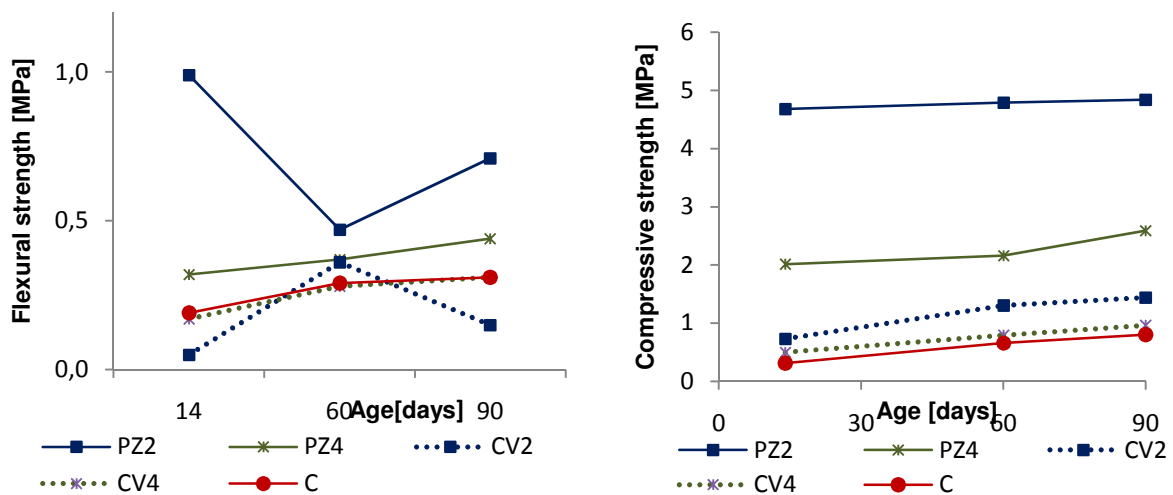 Flexural strength [MPa]
1,0
0,5
0,0
14 60 90
Age[days]
PZ2 PZ4 CV2
CV4 C
Compressive strength [MPa]
6
5
4
3
2
1
0
0 30 60 90
Age [days]
PZ2 PZ4 CV2
CV4 C